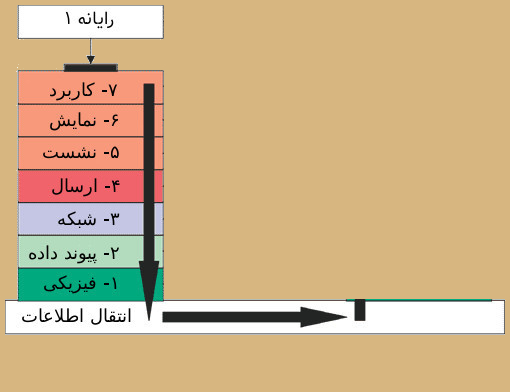 رایانه ۱
۷- کاربرد
۶- نمایش
۵- نشست
۴- ارسال
۳- شبکه
۲- پیوند داده
۱- فیزیکی
انتقال اطلاعات